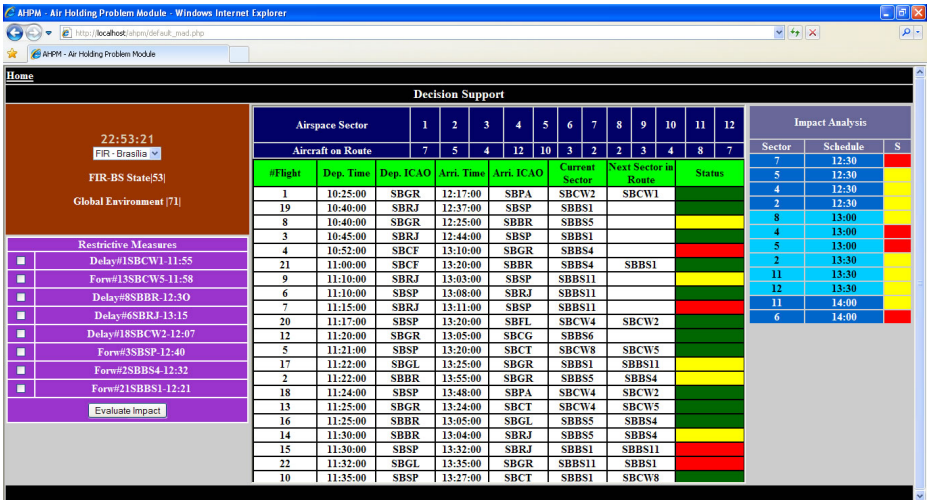 AHPM - Air Holding Problem Module - Windows Internet Explorer
http://localhost/ahpm/default_mad.php
AHPM - Air Holding Problem Module
Home
Decision Support
22:53:21
FIR - Brasília
FIR-BS State|53|
Global Environment |71|
Restrictive Measures
Delay#1SBCW1-11:55
Forw#13SBCW5-11:58
Delay#8SBBR-12:3O
Delay#6SBRJ-13:15
Delay#18SBCW2-12:07
Forw#3SBSP-12:40
Forw#2SBBS4-12:32
Forw#21SBBS1-12:21
Evaluate Impact
Airspace Sector 1 2 3 4 5 6 7 8 9 10 11 12
Aircraft on Route 7 5 4 12 10 3 2 2 3 4 8 7
#Flight Dep. Time Dep. ICAO Arri. Time Arri. ICAO Current Sector Next Sector in Route Status
1 10:25:00 SBGR 12:17:00 SBPA SBCW2 SBCW1
19 10:40:00 SBRJ 12:37:00 SBSP SBBS1
8 10:40:00 SBGR 12:25:00 SBBR SBBS5
3 10:45:00 SBRJ 12:44:00 SBSP SBBS1
4 10:52:00 SBCF 13:10:00 SBGR SBBS4
21 11:00:00 SBCF 13:20:00 SBBR SBBS4 SBBS1
9 11:10:00 SBRJ 13:03:00 SBSP SBBS11
6 11:10:00 SBSP 13:08:00 SBRJ SBBS11
7 11:15:00 SBRJ 13:11:00 SBSP SBBS11
20 11:17:00 SBSP 13:20:00 SBFL SBCW4 SBCW2
12 11:20:00 SBGR 13:05:00 SBCG SBBS6
5 11:21:00 SBSP 13:20:00 SBCT SBCW8 SBCW5
17 11:22:00 SBGL 13:25:00 SBGR SBBS1 SBBS11
2 11:22:00 SBBR 13:55:00 SBGR SBBS5 SBBS4
18 11:24:00 SBSP 13:48:00 SBPA SBCW4 SBCW2
13 11:25:00 SBGR 13:24:00 SBCT SBCW4 SBCW5
16 11:25:00 SBBR 13:05:00 SBGL SBBS5 SBBS4
14 11:30:00 SBBR 13:04:00 SBRJ SBBS5 SBBS4
15 11:30:00 SBSP 13:32:00 SBRJ SBBS1 SBBS11
22 11:32:00 SBGL 13:35:00 SBGR SBBS11 SBBS1
10 11:35:00 SBSP 13:27:00 SBCT SBBS1 SBCW8
Impact Analysis
Sector Schedule S
7 12:30
5 12:30
4 12:30
2 12:30
8 13:00
4 13:00
5 13:00
2 13:30
11 13:30
12 13:30
11 14:00
6 14:00